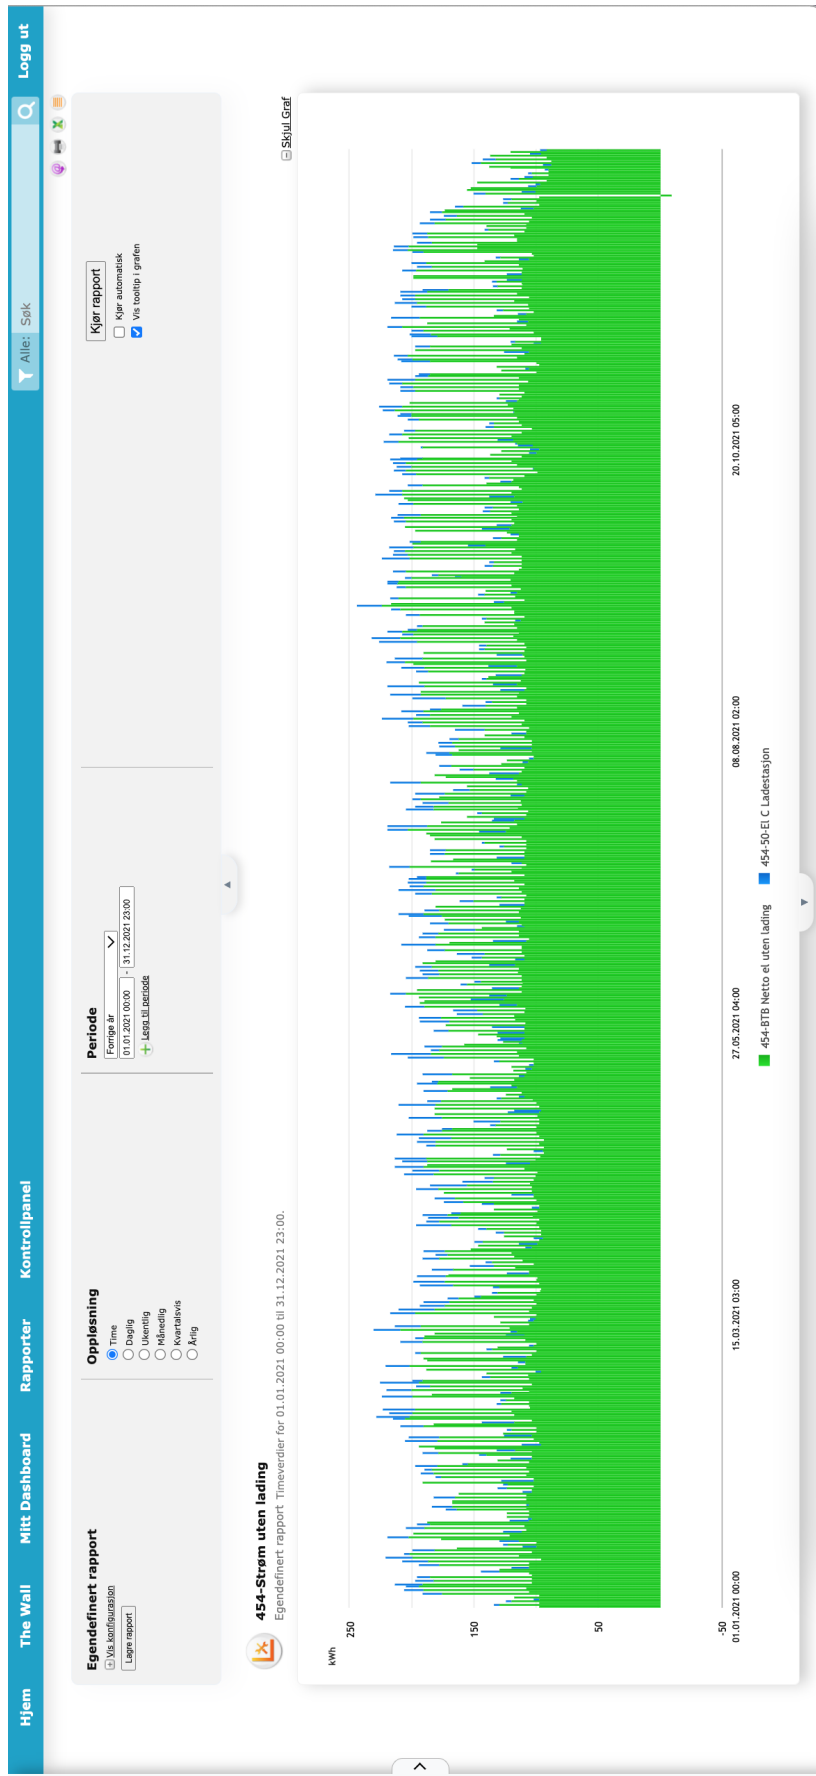 Hjem
The Wall
Mitt Dashboard
Rapporter
Kontrollpanel
Alle: Søk
Logg ut
Egendefinert rapport
Vis konfigurasjon
Lagre rapport
Oppløsning
Time
Daglig
Ukentlig
Månedlig
Kvartalsvis
Årlig
Periode
Forrige år
01.01.2021 00:00 - 31.12.2021 23:00
Legg til periode
Kjør rapport
Kjør automatisk
Vis tooltip i grafen
454-Strøm uten lading
Egendefinert rapport Timeverdier for 01.01.2021 00:00 til 31.12.2021 23:00.
Skjul Graf
kWh
250
150
50
-50
01.01.2021 00:00
15.03.2021 03:00
27.05.2021 04:00
08.08.2021 02:00
20.10.2021 05:00
454-BTB Netto el uten lading
454-50-El C Ladestasjon